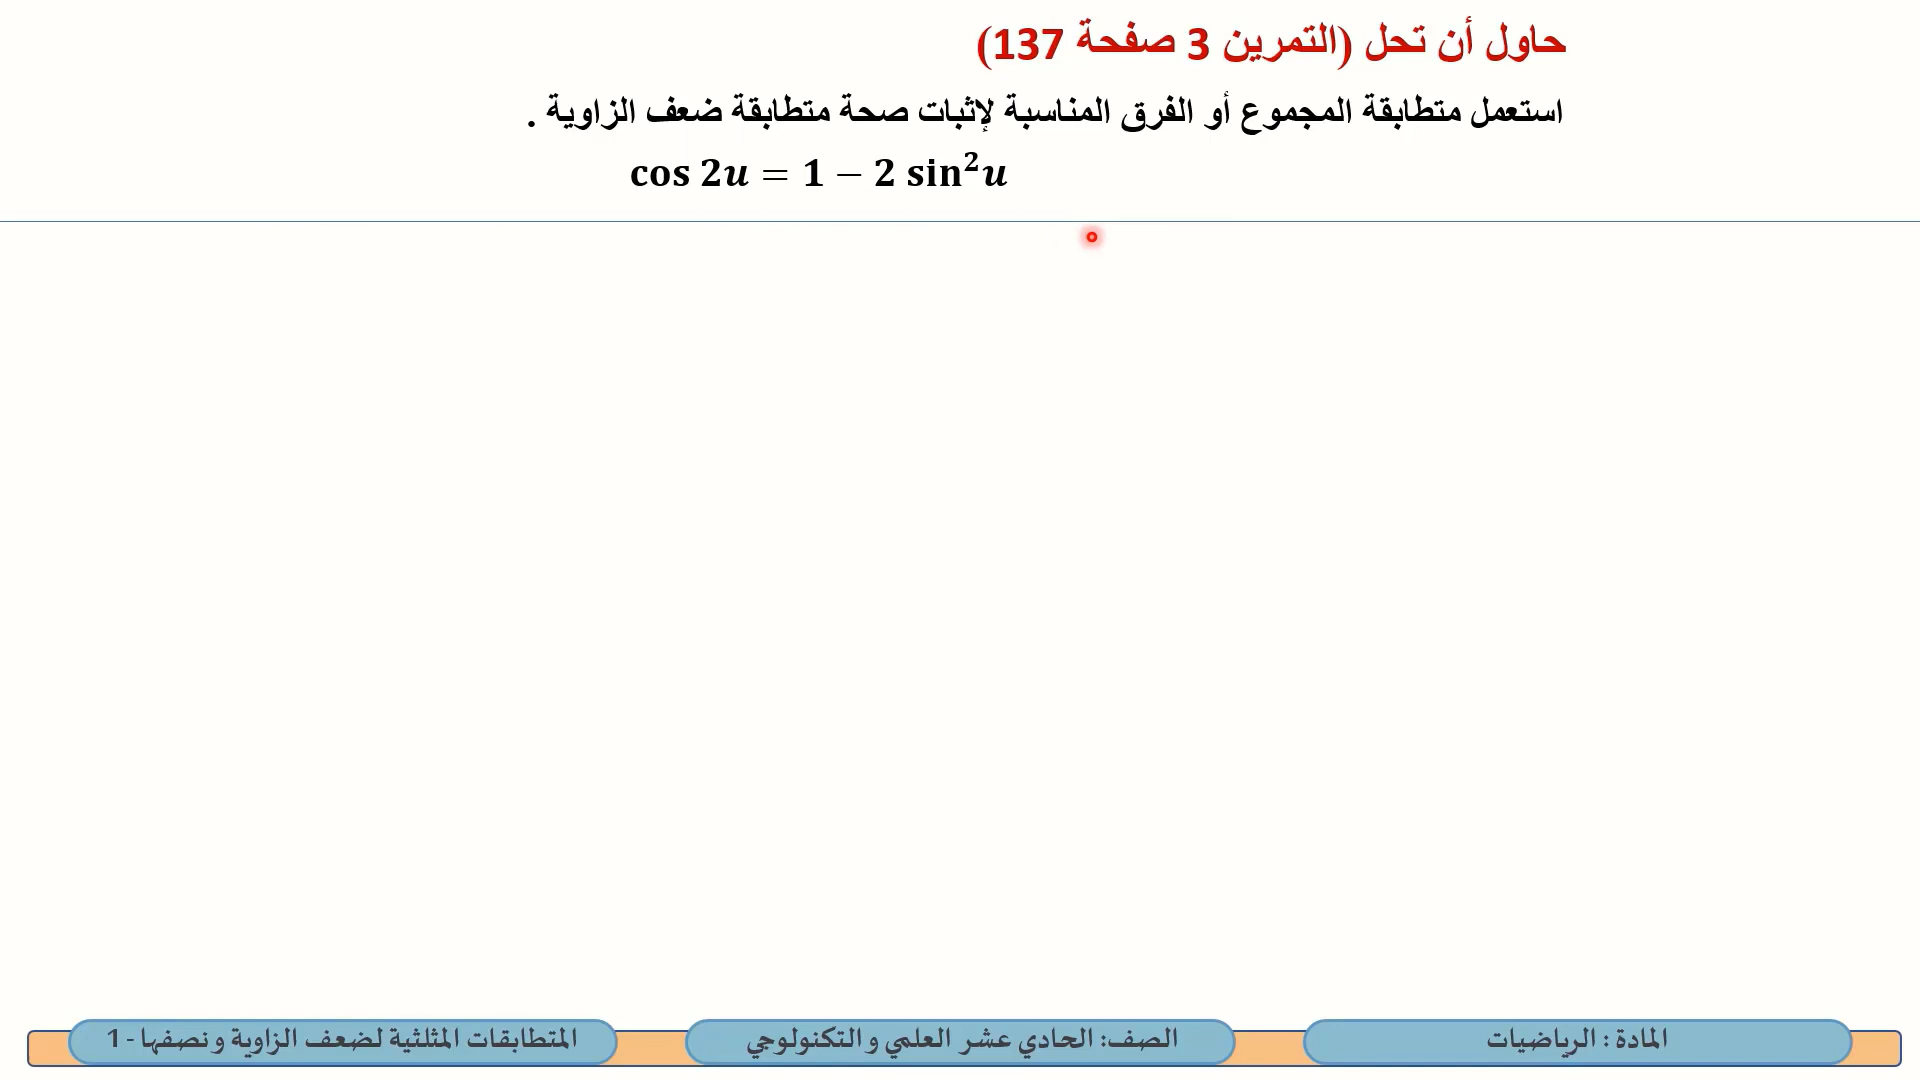 حاول أن تحل (التمرين 3 صفحة 137)
استعمل متطابقة المجموع أو الفرق المناسبة لإثبات صحة متطابقة ضعف الزاوية .
cos 2u = 1 − 2 sin²u
المادة : الرياضيات
الصف: الحادي عشر العلمي و التكنولوجي
المتطابقات المثلثية لضعف الزاوية و نصفها - 1